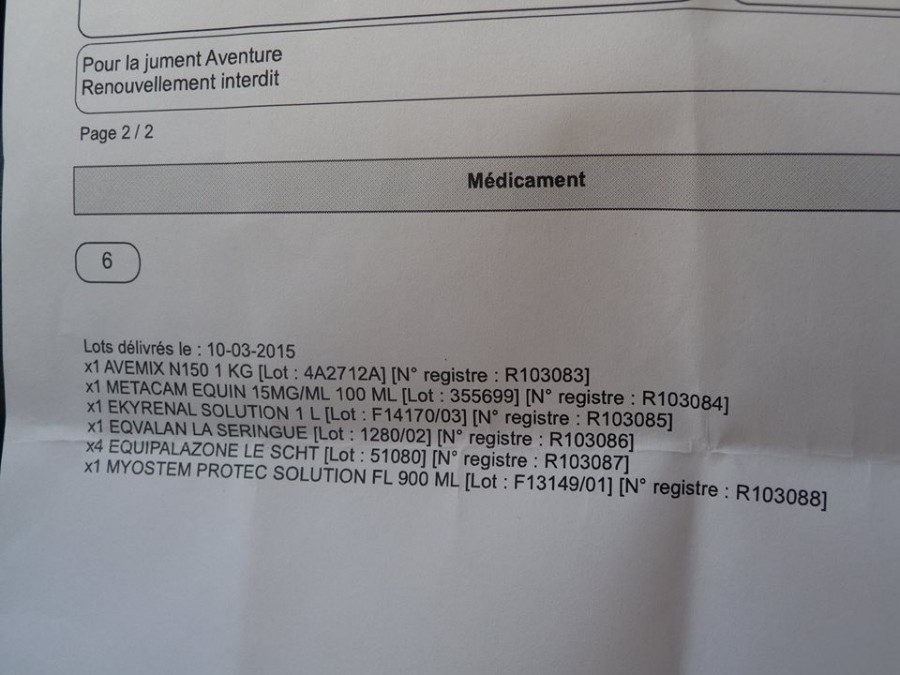 Pour la jument Aventure
Renouvellement interdit
Page 2 / 2
Médicament
6
Lots délivrés le : 10-03-2015
x1 AVEMIX N150 1 KG [Lot : 4A2712A] [N° registre : R103083]
x1 METACAM EQUIN 15MG/ML 100 ML [Lot : 355699] [N° registre : R103084]
x1 EKYRENAL SOLUTION 1 L [Lot : F14170/03] [N° registre : R103085]
x1 EQVALAN LA SERINGUE [Lot : 1280/02] [N° registre : R103086]
x4 EQUIPALAZONE LE SCHT [Lot : 51080] [N° registre : R103087]
x1 MYOSTEM PROTEC SOLUTION FL 900 ML [Lot : F13149/01] [N° registre : R103088]